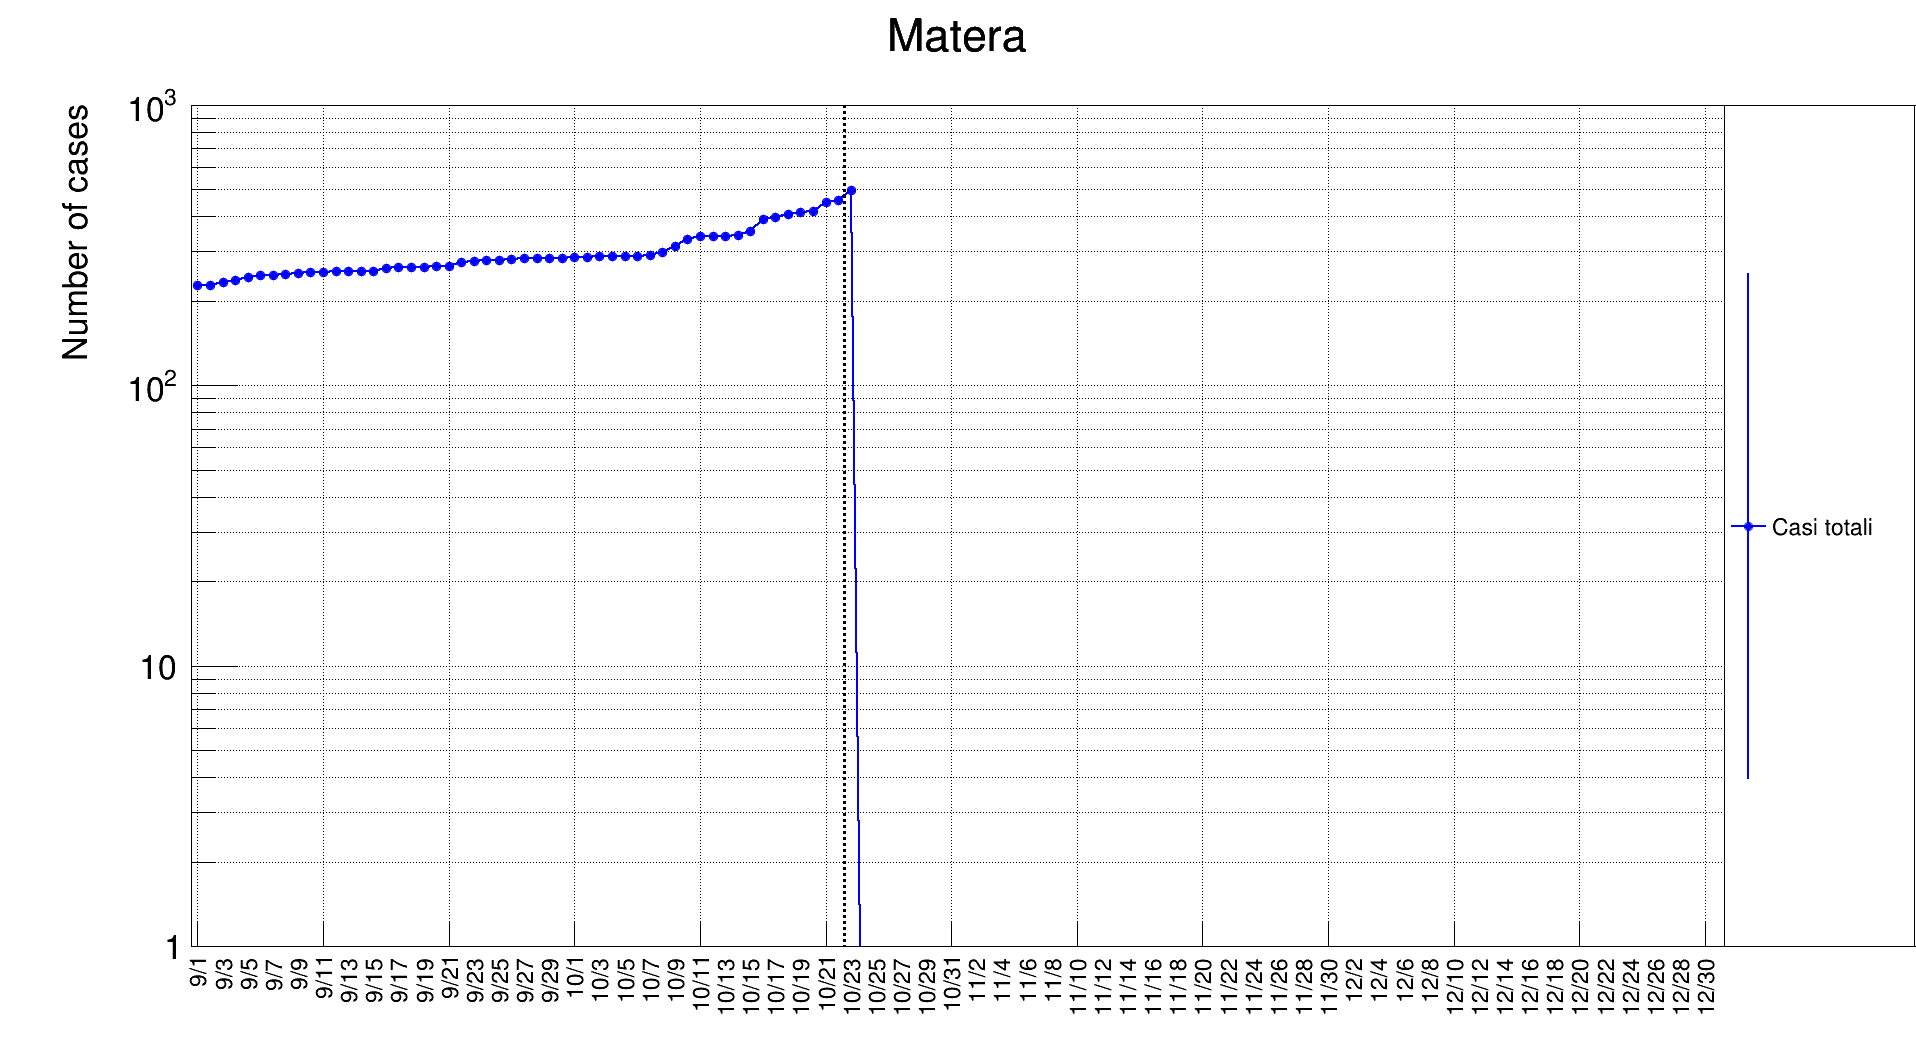 Matera
Number of cases
10³
10²
10
1
9/1 9/3 9/5 9/7 9/9 9/11 9/13 9/15 9/17 9/19 9/21 9/23 9/25 9/27 9/29 10/1 10/3 10/5 10/7 10/9 10/11 10/13 10/15 10/17 10/19 10/21 10/23 10/25 10/27 10/29 10/31 11/2 11/4 11/6 11/8 11/10 11/12 11/14 11/16 11/18 11/20 11/22 11/24 11/26 11/28 11/30 12/2 12/4 12/6 12/8 12/10 12/12 12/14 12/16 12/18 12/20 12/22 12/24 12/26 12/28 12/30
Casi totali